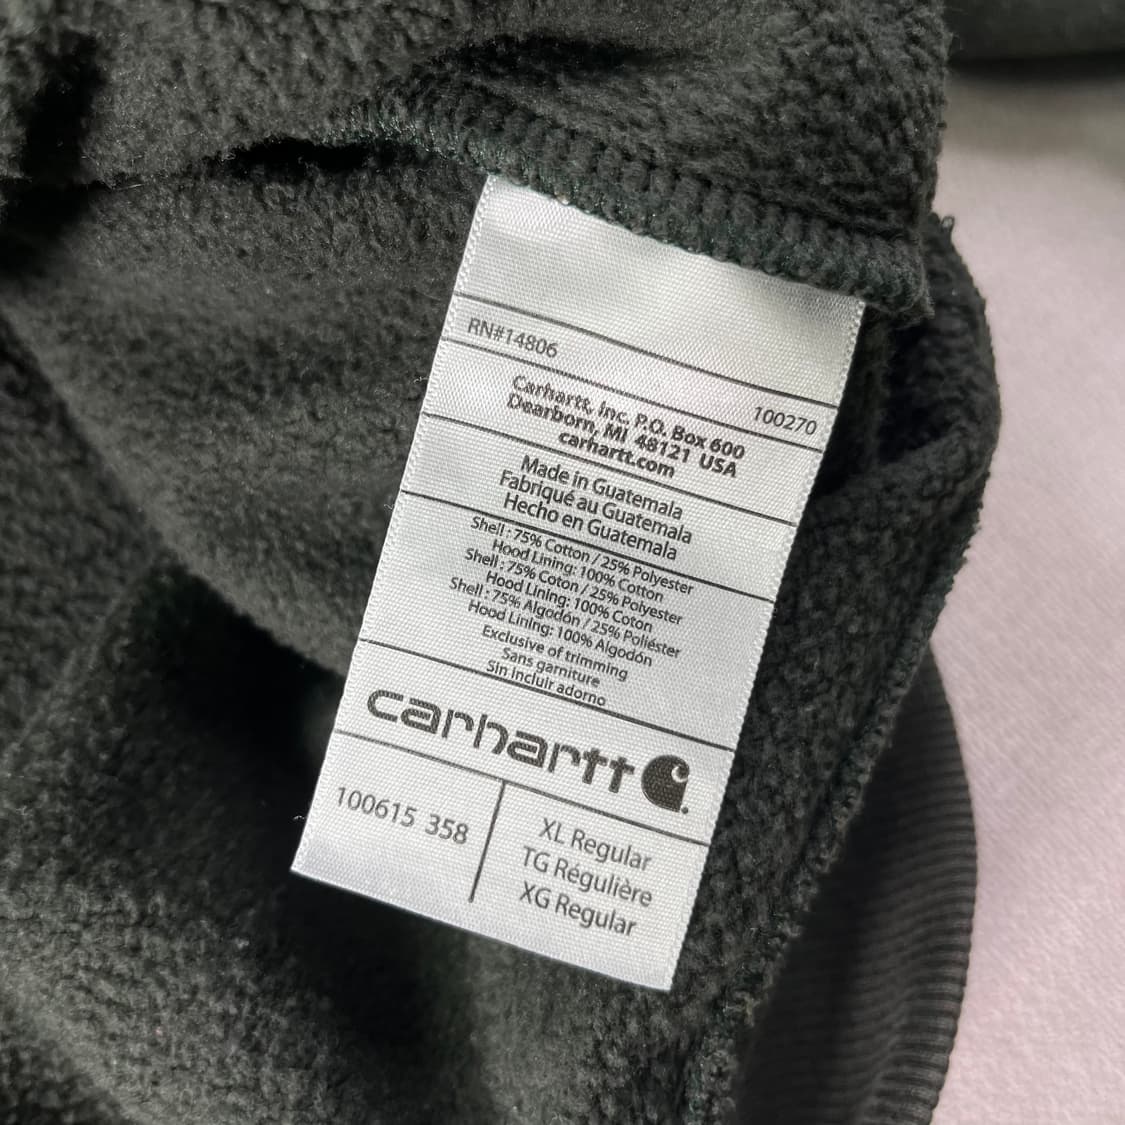 RN#14806
100270
Carhartt, Inc. P.O. Box 600
Dearborn, MI 48121 USA
carhartt.com
Made in Guatemala
Fabriqué au Guatemala
Hecho en Guatemala
Shell : 75% Cotton / 25% Polyester
Hood Lining: 100% Cotton
Shell : 75% Coton / 25% Polyester
Hood Lining: 100% Coton
Shell : 75% Algodón / 25% Poliéster
Hood Lining: 100% Algodón
Exclusive of trimming
Sans garniture
Sin incluir adorno
carhartt
100615 358
XL Regular
TG Régulière
XG Regular